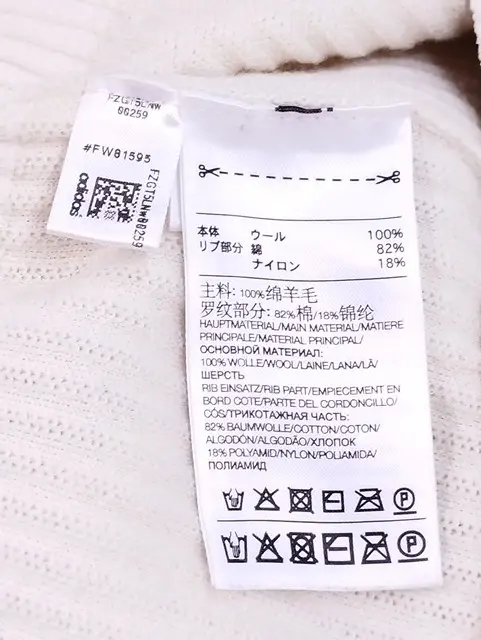 FZGT5LNW
00259
#FW81595
adidas
FZGT5LNW00259
本体 ウール 100%
リブ部分 綿 82%
ナイロン 18%
主料: 100%绵羊毛
罗纹部分: 82%棉/18%锦纶
HAUPTMATERIAL/MAIN MATERIAL/MATIERE
PRINCIPALE/MATERIAL PRINCIPAL/
ОСНОВНОЙ МАТЕРИАЛ:
100% WOLLE/WOOL/LAINE/LANA/LÃ/
ШЕРСТЬ
RIB EINSATZ/RIB PART/EMPIECEMENT EN
BORD COTE/PARTE DEL CORDONCILLO/
CÓS/ТРИКОТАЖНАЯ ЧАСТЬ:
82% BAUMWOLLE/COTTON/COTON/
ALGODÓN/ALGODÃO/ХЛОПОК
18% POLYAMID/NYLON/POLIAMIDA/
ПОЛИАМИД
P
P